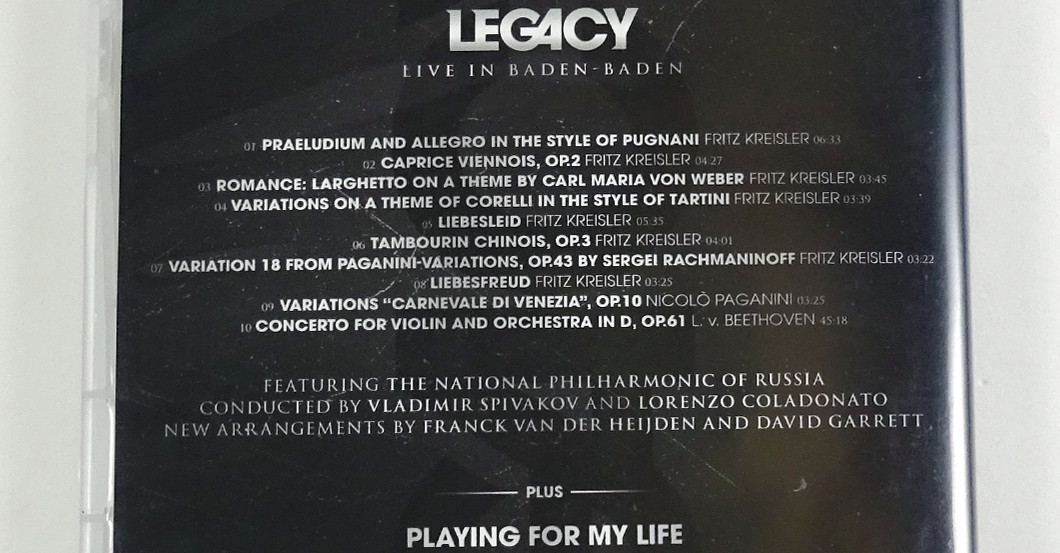 LEGACY
LIVE IN BADEN-BADEN
01 PRAELUDIUM AND ALLEGRO IN THE STYLE OF PUGNANI FRITZ KREISLER 06:33
02 CAPRICE VIENNOIS, OP.2 FRITZ KREISLER 04:27
03 ROMANCE: LARGHETTO ON A THEME BY CARL MARIA VON WEBER FRITZ KREISLER 03:45
04 VARIATIONS ON A THEME OF CORELLI IN THE STYLE OF TARTINI FRITZ KREISLER 03:39
05 LIEBESLEID FRITZ KREISLER 05:35
06 TAMBOURIN CHINOIS, OP.3 FRITZ KREISLER 04:01
07 VARIATION 18 FROM PAGANINI-VARIATIONS, OP.43 BY SERGEI RACHMANINOFF FRITZ KREISLER 03:22
08 LIEBESFREUD FRITZ KREISLER 03:25
09 VARIATIONS “CARNEVALE DI VENEZIA”, OP.10 NICOLÒ PAGANINI 03:25
10 CONCERTO FOR VIOLIN AND ORCHESTRA IN D, OP.61 L. v. BEETHOVEN 45:18
FEATURING THE NATIONAL PHILHARMONIC OF RUSSIA
CONDUCTED BY VLADIMIR SPIVAKOV AND LORENZO COLADONATO
NEW ARRANGEMENTS BY FRANCK VAN DER HEIJDEN AND DAVID GARRETT
PLUS
PLAYING FOR MY LIFE